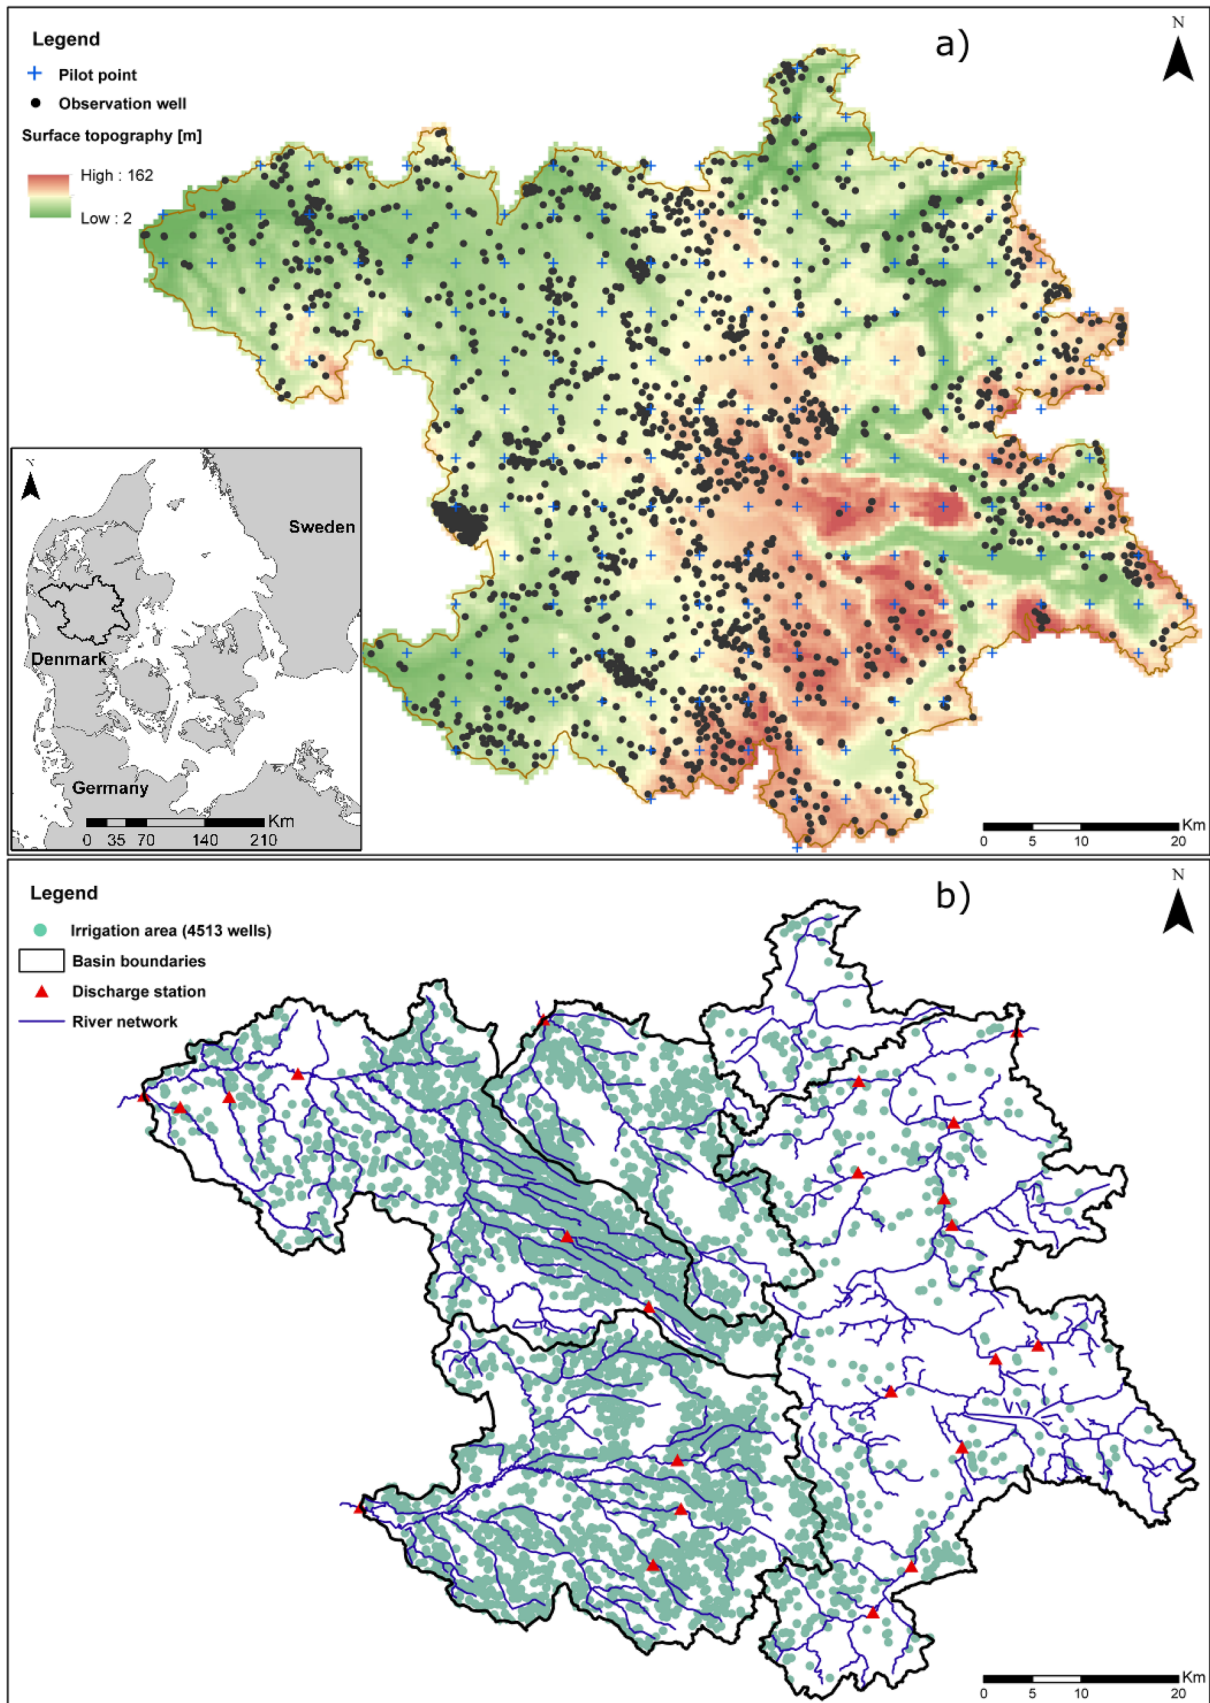 Legend
a)
N
Pilot point
Observation well
Surface topography [m]
High : 162
Low : 2
N
Sweden
Denmark
Germany
Km
0 35 70 140 210
Km
0 5 10 20
Legend
b)
N
Irrigation area (4513 wells)
Basin boundaries
Discharge station
River network
Km
0 5 10 20